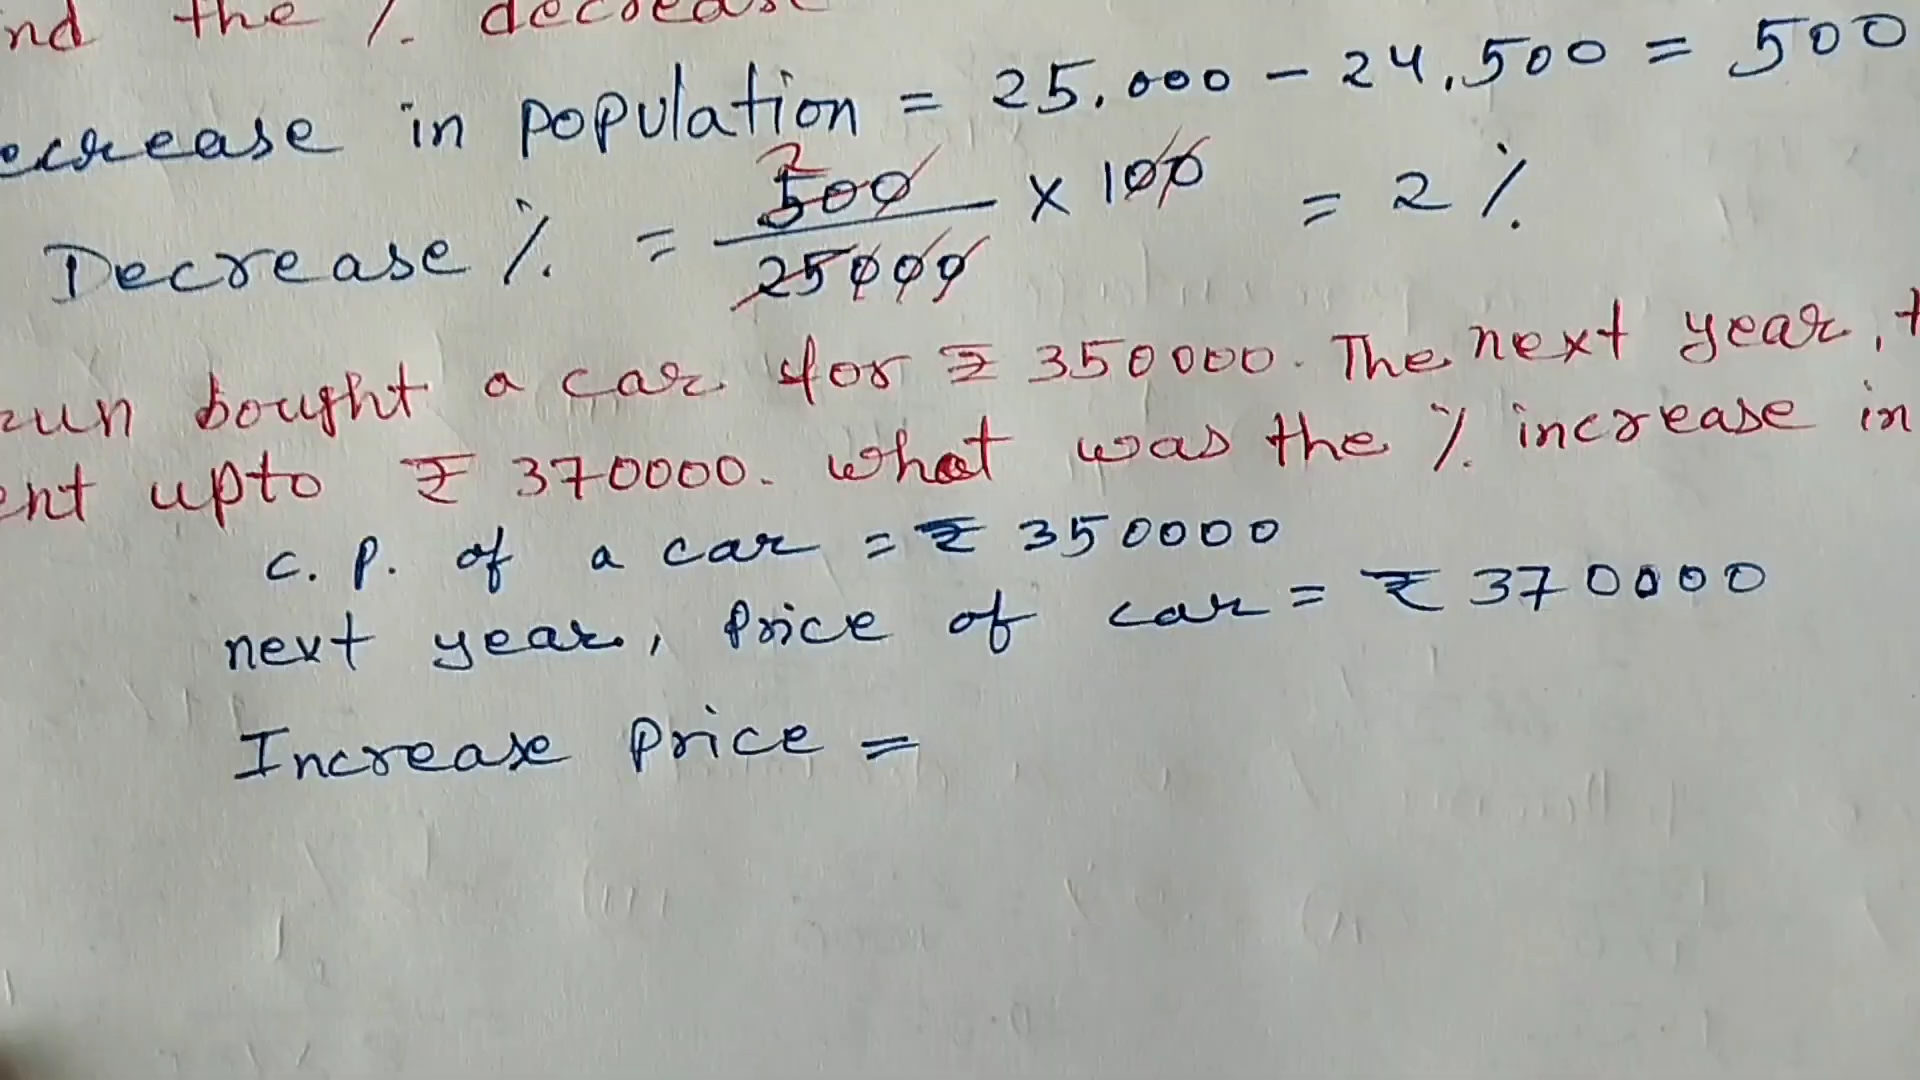 nd the % decrease
ecrease in population = 25,000 - 24,500 = 500
Decrease % = 500/25000 x 100 = 2 %
2
run bought a car for ₹ 350000. The next year, t
ent upto ₹ 370000. What was the % increase in
C. P. of a car = ₹ 350000
next year, Price of car = ₹ 370000
Increase Price =